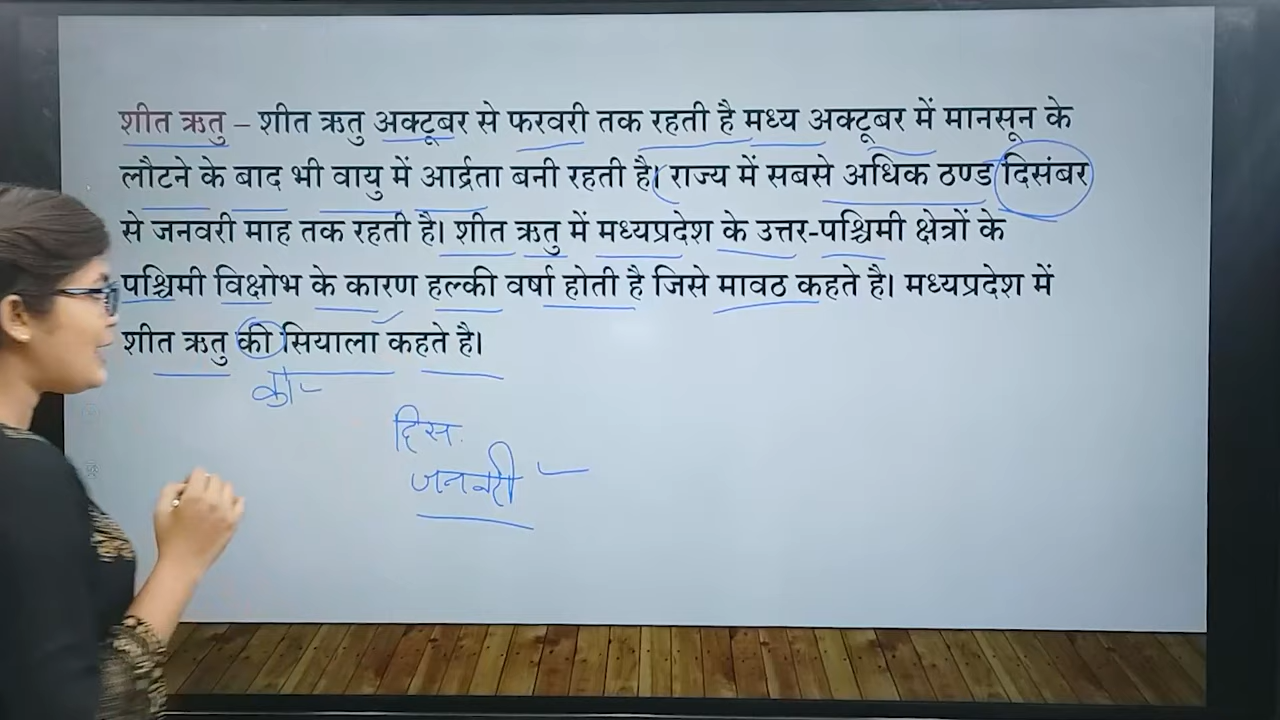 शीत ऋतु – शीत ऋतु अक्टूबर से फरवरी तक रहती है मध्य अक्टूबर में मानसून के
लौटने के बाद भी वायु में आर्द्रता बनी रहती है। राज्य में सबसे अधिक ठण्ड दिसंबर
से जनवरी माह तक रहती है। शीत ऋतु में मध्यप्रदेश के उत्तर-पश्चिमी क्षेत्रों के
पश्चिमी विक्षोभ के कारण हल्की वर्षा होती है जिसे मावठ कहते है। मध्यप्रदेश में
शीत ऋतु की सियाला कहते है।
को
दिस.
जनवरी